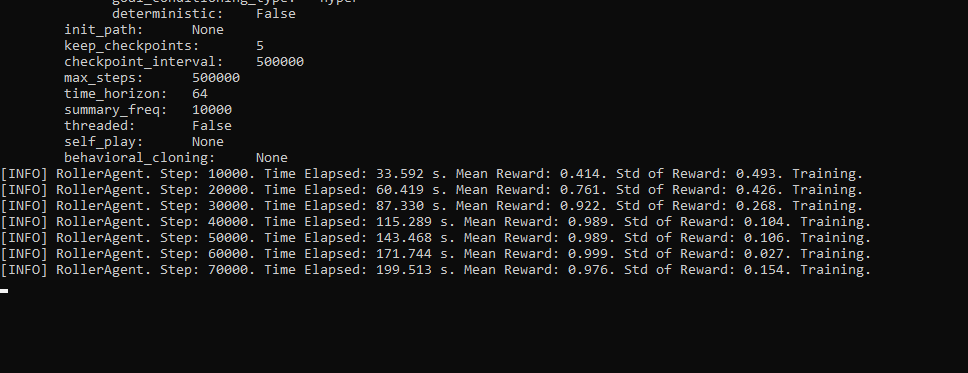 goal_conditioning_type: hyper
deterministic: False
init_path: None
keep_checkpoints: 5
checkpoint_interval: 500000
max_steps: 500000
time_horizon: 64
summary_freq: 10000
threaded: False
self_play: None
behavioral_cloning: None
[INFO] RollerAgent. Step: 10000. Time Elapsed: 33.592 s. Mean Reward: 0.414. Std of Reward: 0.493. Training.
[INFO] RollerAgent. Step: 20000. Time Elapsed: 60.419 s. Mean Reward: 0.761. Std of Reward: 0.426. Training.
[INFO] RollerAgent. Step: 30000. Time Elapsed: 87.330 s. Mean Reward: 0.922. Std of Reward: 0.268. Training.
[INFO] RollerAgent. Step: 40000. Time Elapsed: 115.289 s. Mean Reward: 0.989. Std of Reward: 0.104. Training.
[INFO] RollerAgent. Step: 50000. Time Elapsed: 143.468 s. Mean Reward: 0.989. Std of Reward: 0.106. Training.
[INFO] RollerAgent. Step: 60000. Time Elapsed: 171.744 s. Mean Reward: 0.999. Std of Reward: 0.027. Training.
[INFO] RollerAgent. Step: 70000. Time Elapsed: 199.513 s. Mean Reward: 0.976. Std of Reward: 0.154. Training.